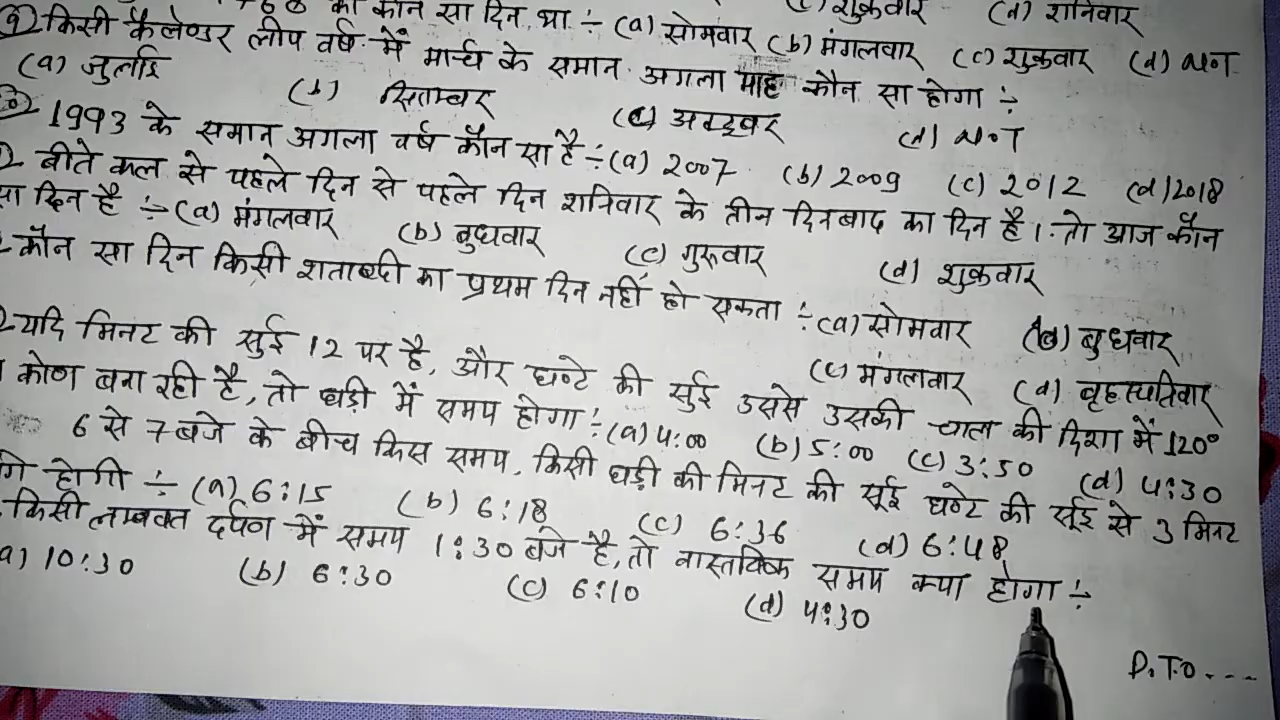 का कौन सा दिन था ÷ (a) सोमवार (b) मंगलवार (c) शुक्रवार (d) NOT
(c) शुक्रवार (d) शनिवार
9 किसी कैलेण्डर लीप वर्ष में मार्च के समान अगला माह कौन सा होगा ÷
(a) जुलाई (b) सितम्बर (c) अक्टूबर (d) NOT
1993 के समान अगला वर्ष कौन सा है ÷ (a) 2007 (b) 2009 (c) 2012 (d) 2018
बीते कल से पहले दिन से पहले दिन शनिवार के तीन दिन बाद का दिन है। तो आज कौन
सा दिन है ÷ (a) मंगलवार (b) बुधवार (c) गुरुवार (d) शुक्रवार
कौन सा दिन किसी शताब्दी का प्रथम दिन नहीं हो सकता ÷ (a) सोमवार (b) बुधवार
(c) मंगलवार (d) बृहस्पतिवार
यदि मिनट की सुई 12 पर है, और घण्टे की सुई उससे उसकी चाल की दिशा में 120°
कोण बना रही है, तो घड़ी में समय होगा ÷ (a) 4:00 (b) 5:00 (c) 3:50 (d) 4:30
6 से 7 बजे के बीच किस समय, किसी घड़ी की मिनट की सूई घण्टे की सूई से 3 मिनट
गे होगी ÷ (a) 6:15 (b) 6:18 (c) 6:36 (d) 6:48
किसी लम्बवत दर्पण में समय 1:30 बजे है, तो वास्तविक समय क्या होगा ÷
a) 10:30 (b) 6:30 (c) 6:10 (d) 4:30
P.T.O....